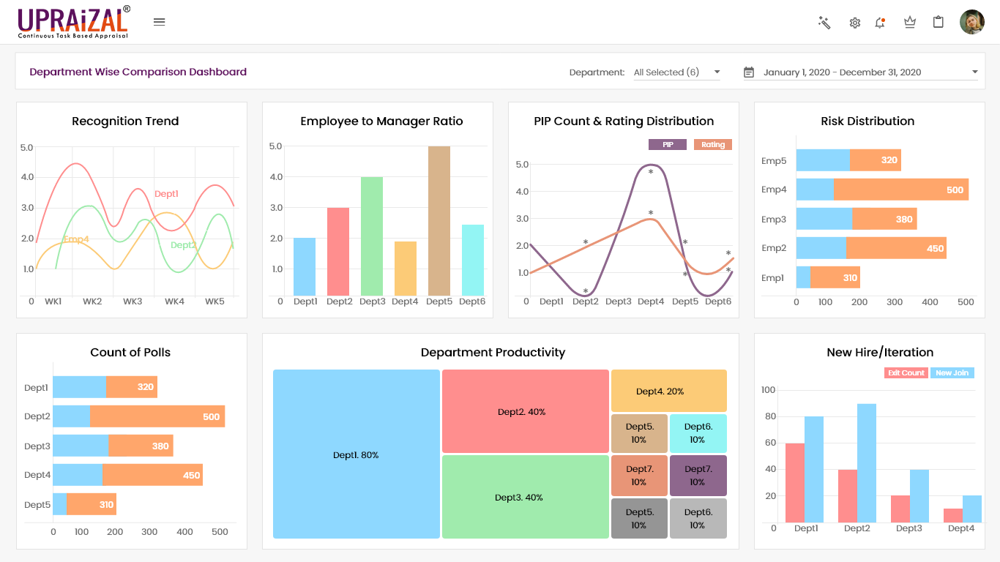 UPRAiZAL®
Continuous Task Based Appraisal
Department Wise Comparison Dashboard
Department: All Selected (6)
January 1, 2020 - December 31, 2020
Recognition Trend
5.0
4.0
3.0
2.0
1.0
0 WK1 WK2 WK3 WK4 WK5
Dept1
Emp4
Dept2
Employee to Manager Ratio
5.0
4.0
3.0
2.0
1.0
0 Dept1 Dept2 Dept3 Dept4 Dept5 Dept6
PIP Count & Rating Distribution
PIP Rating
5.0
4.0
3.0
2.0
1.0
0 Dept1 Dept2 Dept3 Dept4 Dept5 Dept6
* * * * * * * *
Risk Distribution
Emp5 320
Emp4 500
Emp3 380
Emp2 450
Emp1 310
0 100 200 300 400 500
Count of Polls
Dept1 320
Dept2 500
Dept3 380
Dept4 450
Dept5 310
0 100 200 300 400 500
Department Productivity
Dept1. 80%
Dept2. 40%
Dept3. 40%
Dept4. 20%
Dept5.
10%
Dept6.
10%
Dept7.
10%
Dept7.
10%
Dept5.
10%
Dept6.
10%
New Hire/Iteration
Exit Count New Join
100
80
60
40
20
0 Dept1 Dept2 Dept3 Dept4